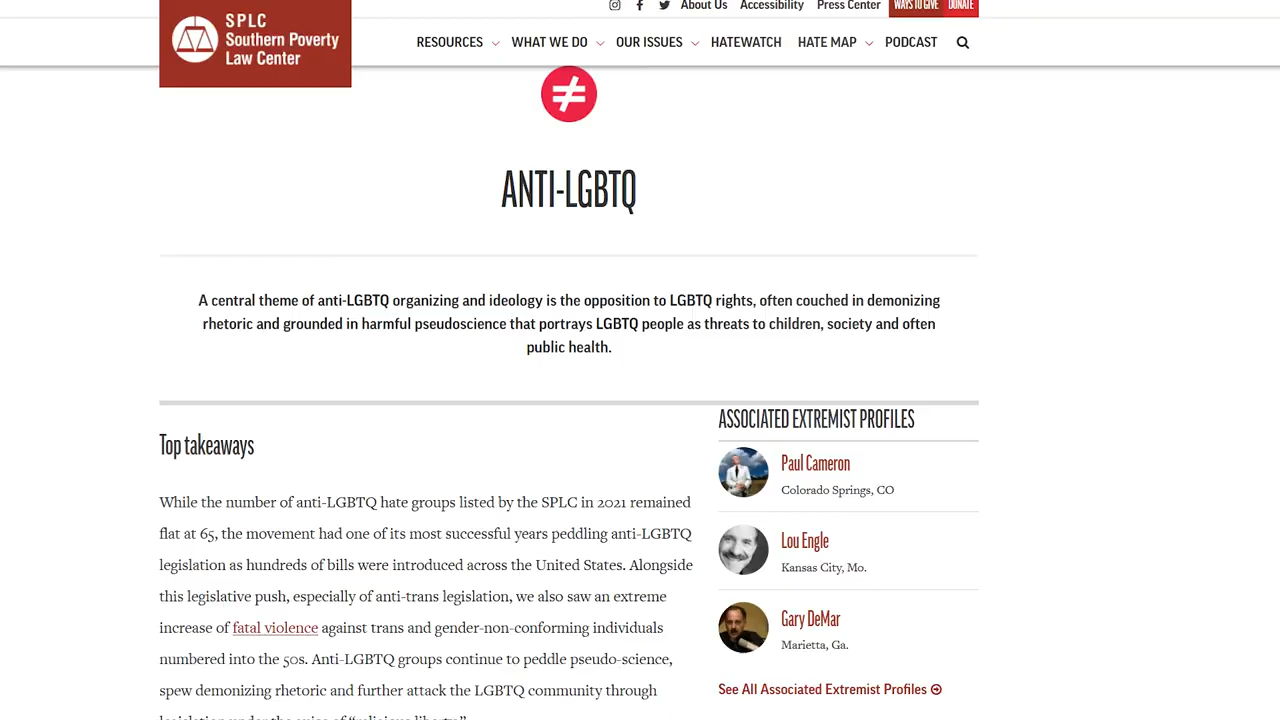 About Us Accessibility Press Center WAYS TO GIVE DONATE
SPLC
Southern Poverty
Law Center
RESOURCES WHAT WE DO OUR ISSUES HATEWATCH HATE MAP PODCAST
ANTI-LGBTQ
A central theme of anti-LGBTQ organizing and ideology is the opposition to LGBTQ rights, often couched in demonizing
rhetoric and grounded in harmful pseudoscience that portrays LGBTQ people as threats to children, society and often
public health.
Top takeaways
While the number of anti-LGBTQ hate groups listed by the SPLC in 2021 remained
flat at 65, the movement had one of its most successful years peddling anti-LGBTQ
legislation as hundreds of bills were introduced across the United States. Alongside
this legislative push, especially of anti-trans legislation, we also saw an extreme
increase of fatal violence against trans and gender-non-conforming individuals
numbered into the 50s. Anti-LGBTQ groups continue to peddle pseudo-science,
spew demonizing rhetoric and further attack the LGBTQ community through
legislation under the guise of “religious liberty”
ASSOCIATED EXTREMIST PROFILES
Paul Cameron
Colorado Springs, CO
Lou Engle
Kansas City, Mo.
Gary DeMar
Marietta, Ga.
See All Associated Extremist Profiles